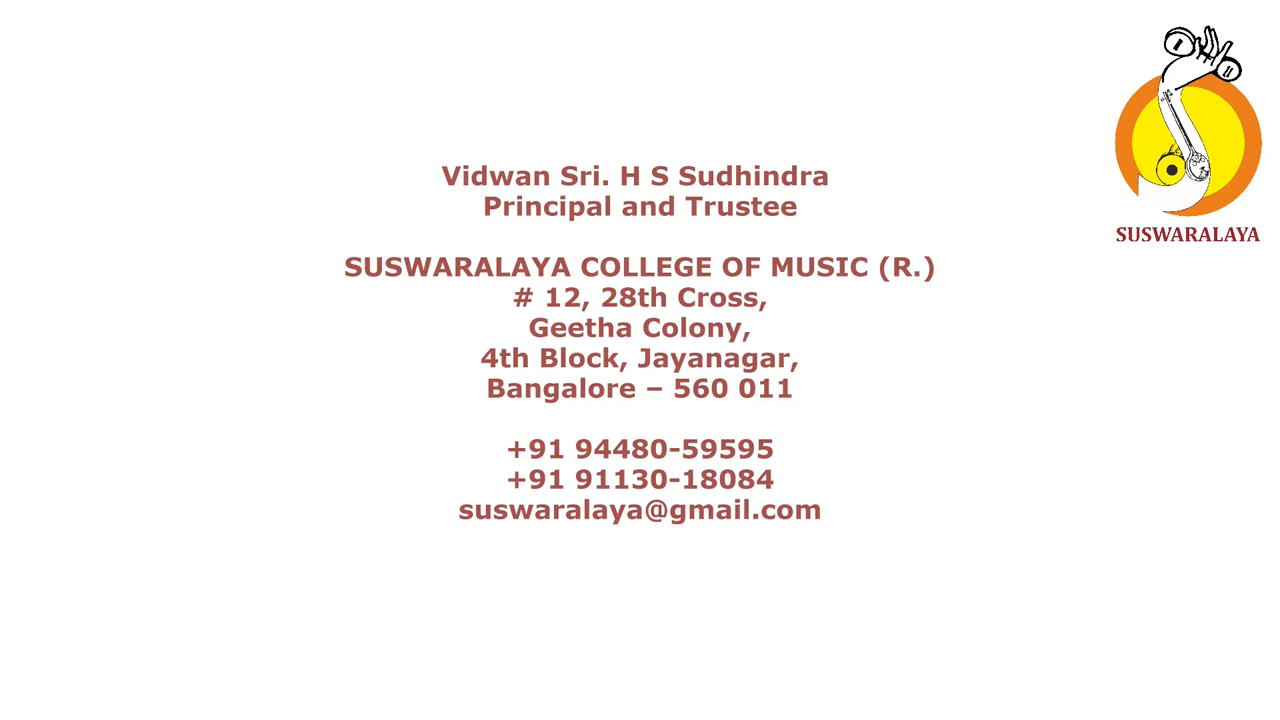 Vidwan Sri. H S Sudhindra
Principal and Trustee
SUSWARALAYA COLLEGE OF MUSIC (R.)
# 12, 28th Cross,
Geetha Colony,
4th Block, Jayanagar,
Bangalore – 560 011
+91 94480-59595
+91 91130-18084
suswaralaya@gmail.com
SUSWARALAYA